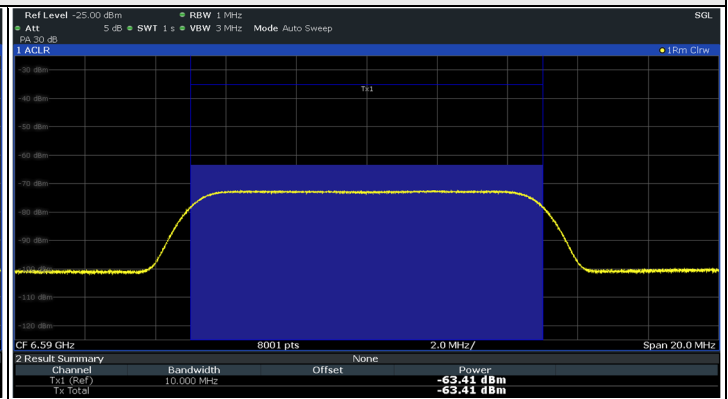 Ref Level -25.00 dBm RBW 1 MHz SGL
Att 5 dB SWT 1 s VBW 3 MHz Mode Auto Sweep
PA 30 dB
1 ACLR 1Rm Clrw
-30 dBm
Tx1
-40 dBm
-50 dBm
-60 dBm
-70 dBm
-80 dBm
-90 dBm
-100 dBm
-110 dBm
-120 dBm
CF 6.59 GHz 8001 pts 2.0 MHz/ Span 20.0 MHz
2 Result Summary None
Channel Bandwidth Offset Power
Tx1 (Ref) 10.000 MHz -63.41 dBm
Tx Total -63.41 dBm